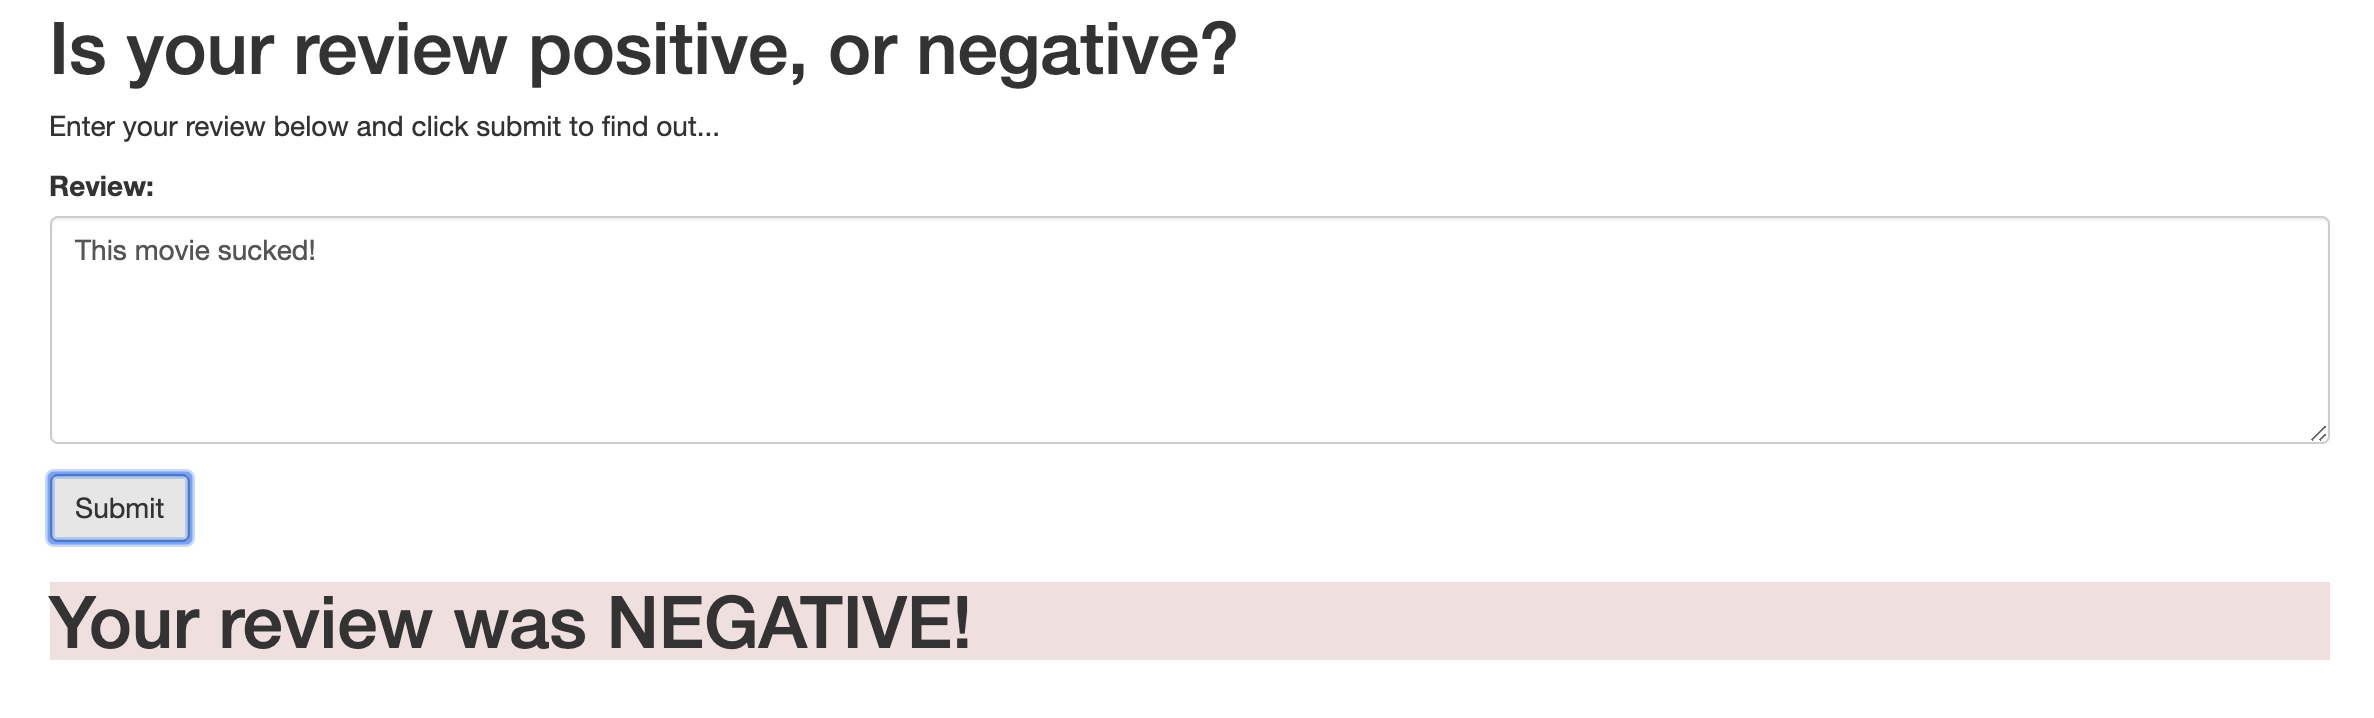 Is your review positive, or negative?
Enter your review below and click submit to find out...
Review:
This movie sucked!
Submit
Your review was NEGATIVE!